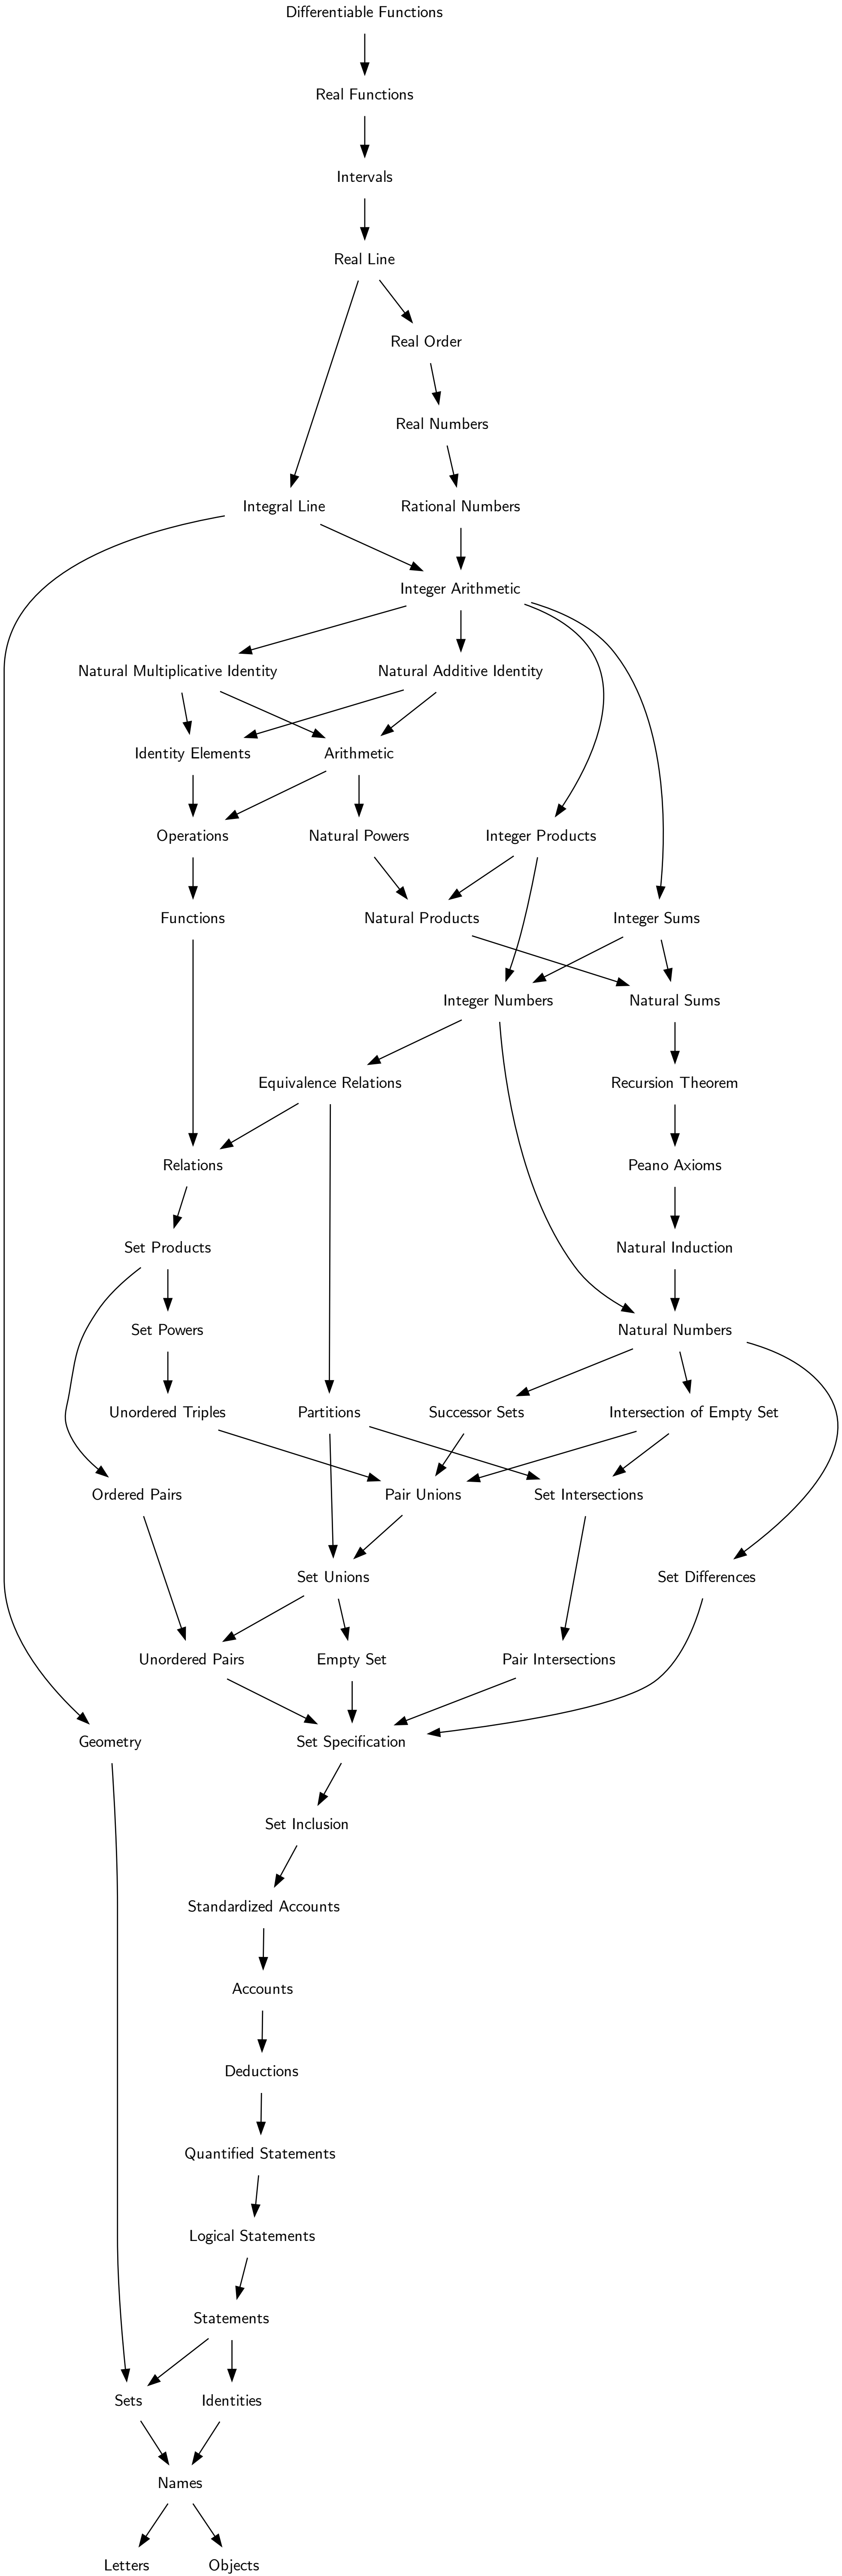 Differentiable Functions
Real Functions
Intervals
Real Line
Real Order
Real Numbers
Integral Line
Rational Numbers
Integer Arithmetic
Natural Multiplicative Identity
Natural Additive Identity
Identity Elements
Arithmetic
Operations
Natural Powers
Integer Products
Functions
Natural Products
Integer Sums
Integer Numbers
Natural Sums
Equivalence Relations
Recursion Theorem
Relations
Peano Axioms
Set Products
Natural Induction
Set Powers
Natural Numbers
Unordered Triples
Partitions
Successor Sets
Intersection of Empty Set
Ordered Pairs
Pair Unions
Set Intersections
Set Unions
Set Differences
Unordered Pairs
Empty Set
Pair Intersections
Geometry
Set Specification
Set Inclusion
Standardized Accounts
Accounts
Deductions
Quantified Statements
Logical Statements
Statements
Sets
Identities
Names
Letters
Objects